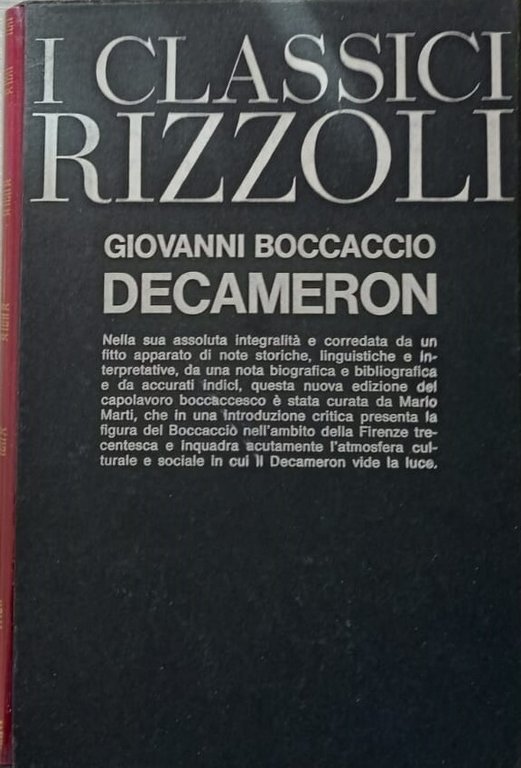 I CLASSICI
RIZZOLI
GIOVANNI BOCCACCIO
DECAMERON
Nella sua assoluta integralità e corredata da un
fitto apparato di note storiche, linguistiche e in-
terpretative, da una nota biografica e bibliografica
e da accurati indici, questa nuova edizione del
capolavoro boccaccesco è stata curata da Mario
Marti, che in una introduzione critica presenta la
figura del Boccaccio nell'ambito della Firenze tre-
centesca e inquadra acutamente l'atmosfera cul-
turale e sociale in cui il Decameron vide la luce.